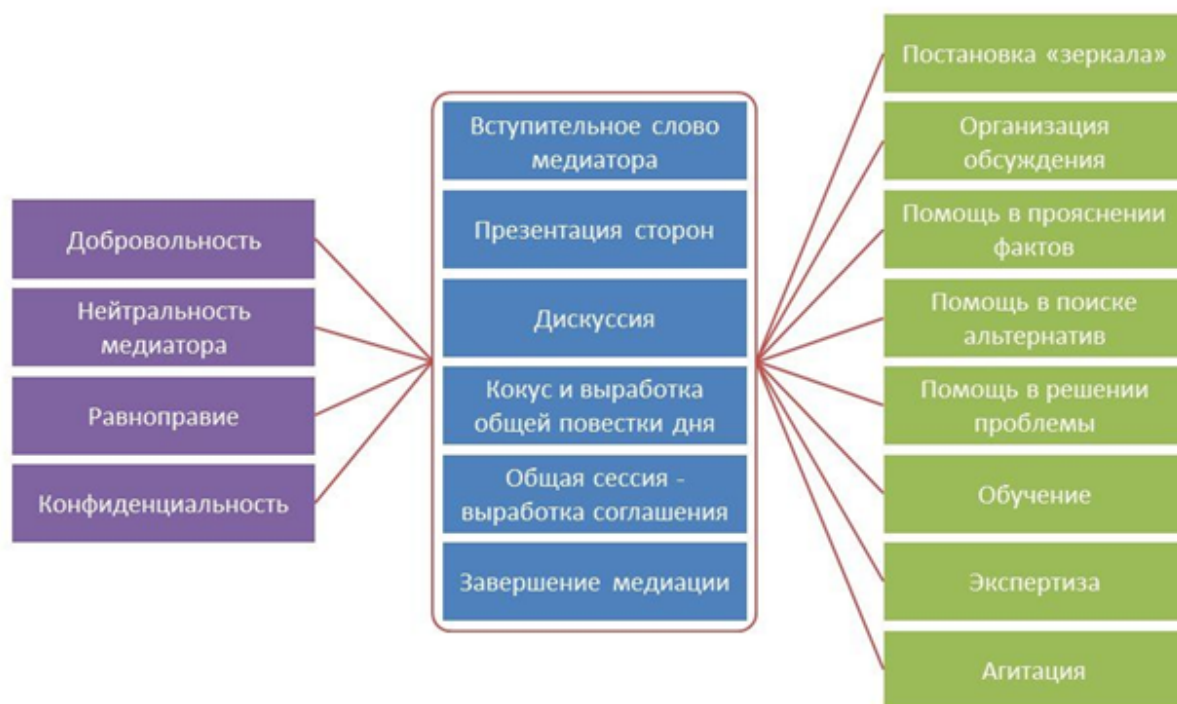 Добровольность
Нейтральность
медиатора
Равноправие
Конфиденциальность
Вступительное слово
медиатора
Презентация сторон
Дискуссия
Кокус и выработка
общей повестки дня
Общая сессия -
выработка соглашения
Завершение медиации
Постановка «зеркала»
Организация
обсуждения
Помощь в прояснении
фактов
Помощь в поиске
альтернатив
Помощь в решении
проблемы
Обучение
Экспертиза
Агитация